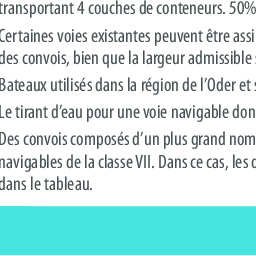 transportant 4 couches de conteneurs. 50%
Certaines voies existantes peuvent être assi
des convois, bien que la largeur admissible
Bateaux utilisés dans la région de l'Oder et s
Le tirant d'eau pour une voie navigable don
Des convois composés d'un plus grand nom
navigables de la classe VII. Dans ce cas, les d
dans le tableau.